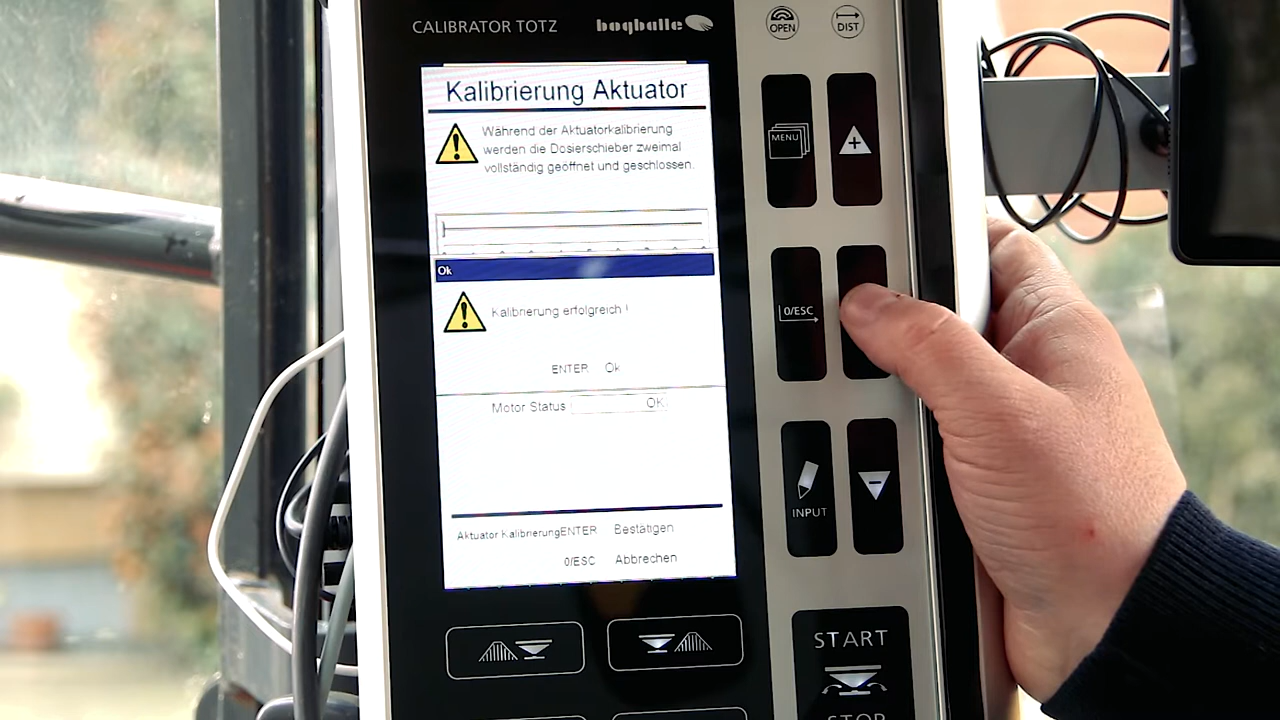 CALIBRATOR TOTZ bogballe
OPEN DIST
Kalibrierung Aktuator
Während der Aktuatorkalibrierung
werden die Dosierschieber zweimal
vollständig geöffnet und geschlossen.
Ok
Kalibrierung erfolgreich !
ENTER Ok
Motor Status OK
Aktuator Kalibrierung ENTER Bestätigen
0/ESC Abbrechen
MENU
+
0/ESC
INPUT
-
START
STOP